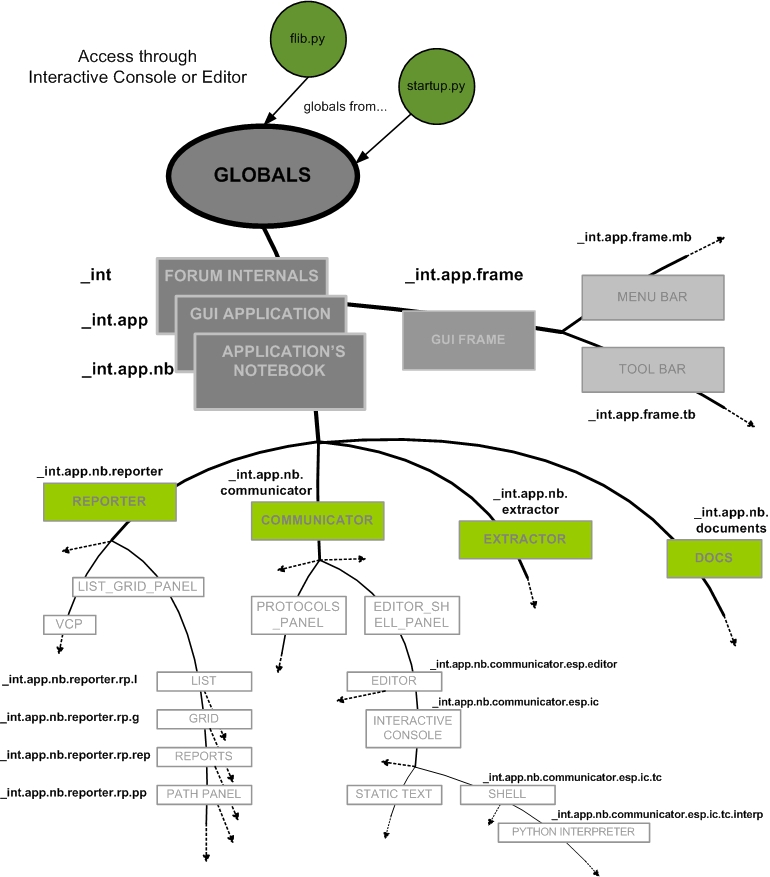 flib.py
Access through
Interactive Console or Editor
startup.py
globals from...
GLOBALS
_int.app.frame.mb
_int
FORUM INTERNALS
_int.app.frame
MENU BAR
_int.app
GUI APPLICATION
GUI FRAME
_int.app.nb
APPLICATION'S
NOTEBOOK
TOOL BAR
_int.app.frame.tb
_int.app.nb.reporter
REPORTER
_int.app.nb.
communicator
COMMUNICATOR
_int.app.nb.
extractor
EXTRACTOR
_int.app.nb.
documents
DOCS
LIST_GRID_PANEL
VCP
PROTOCOLS
_PANEL
EDITOR_SH
ELL_PANEL
_int.app.nb.reporter.rp.l
LIST
_int.app.nb.communicator.esp.editor
EDITOR
_int.app.nb.reporter.rp.g
GRID
_int.app.nb.communicator.esp.ic
INTERACTIVE
CONSOLE
_int.app.nb.reporter.rp.rep
REPORTS
_int.app.nb.reporter.rp.pp
PATH PANEL
STATIC TEXT
_int.app.nb.communicator.esp.ic.tc
SHELL
_int.app.nb.communicator.esp.ic.tc.interp
PYTHON INTERPRETER